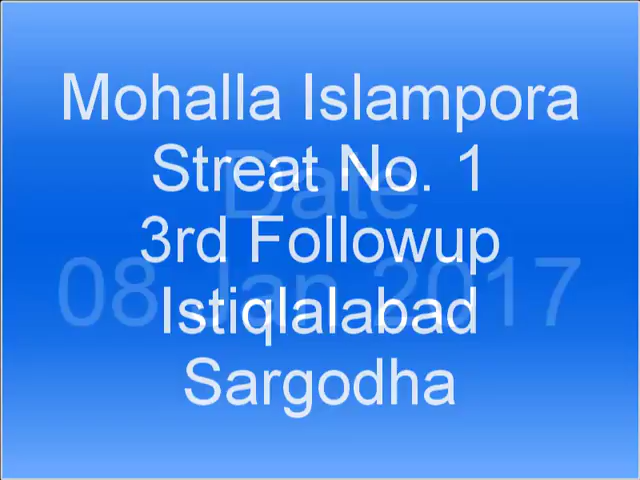 Mohalla Islampora
Streat No. 1
Date
3rd Followup
08 Jan 2017
Istiqlalabad
Sargodha